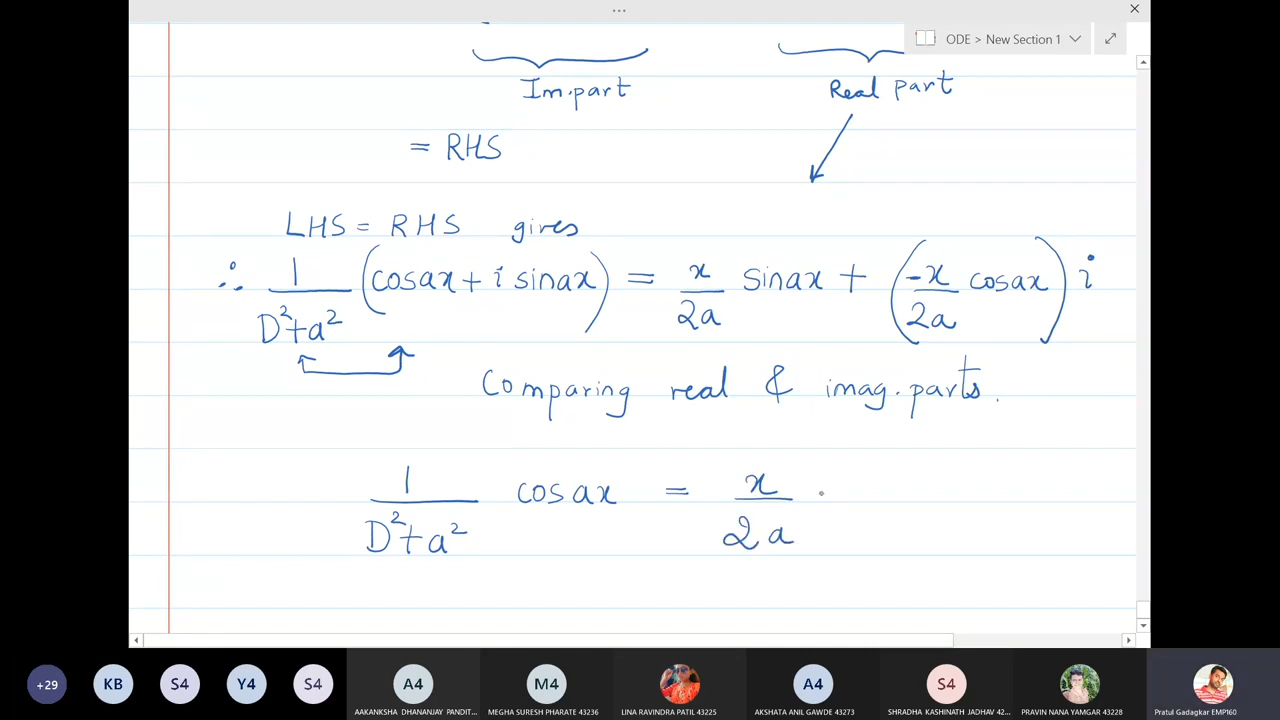 ODE > New Section 1
Im.part Real part
= RHS
LHS = RHS gives
∴ 1/(D²+a²) (cosax + i sinax) = x/2a sinax + (-x/2a cosax) i
Comparing real & imag. parts.
1/(D²+a²) cosax = x/2a
+29 KB S4 Y4 S4 A4 M4 A4 S4
AAKANKSHA DHANANJAY PANDIT... MEGHA SURESH PHARATE 43236 LINA RAVINDRA PATIL 43225 AKSHATA ANIL GAWDE 43273 SHRADHA KASHINATH JADHAV 42... PRAVIN NANA YAMGAR 43228 Pratul Gadagkar EMP160